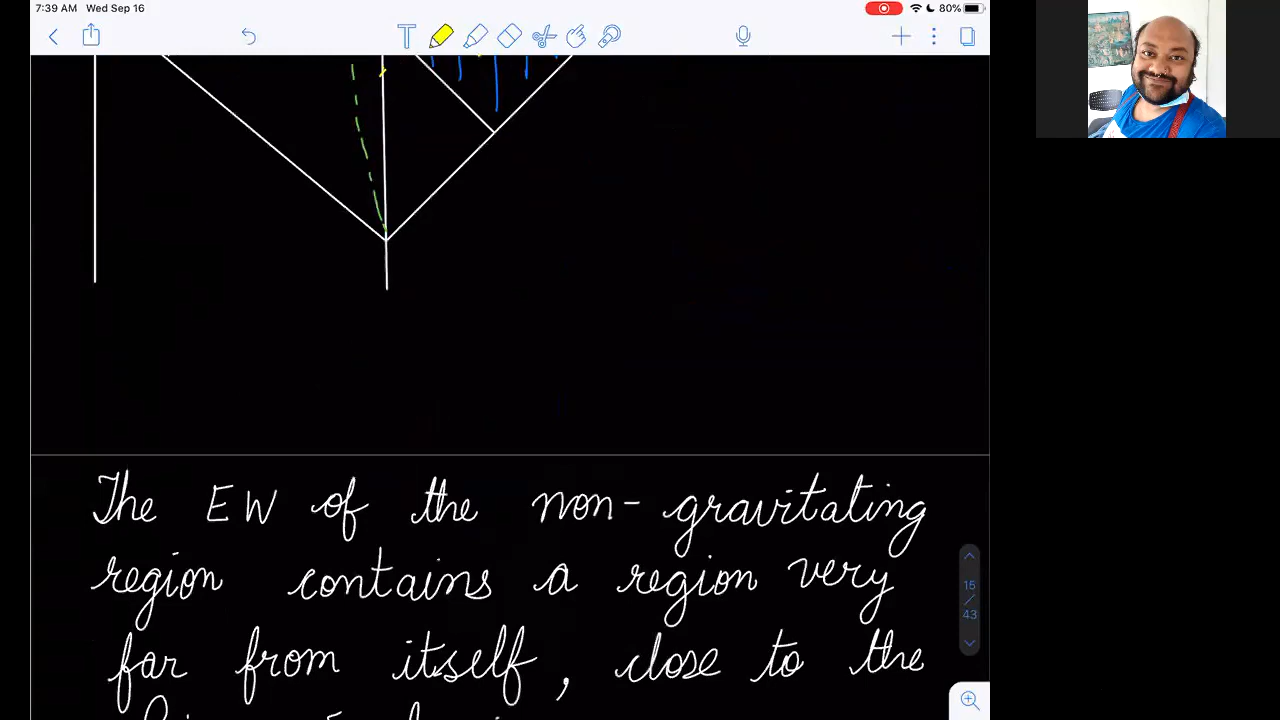 7:39 AM Wed Sep 16
80%
T
15
43
The EW of the non-gravitating
region contains a region very
far from itself, close to the